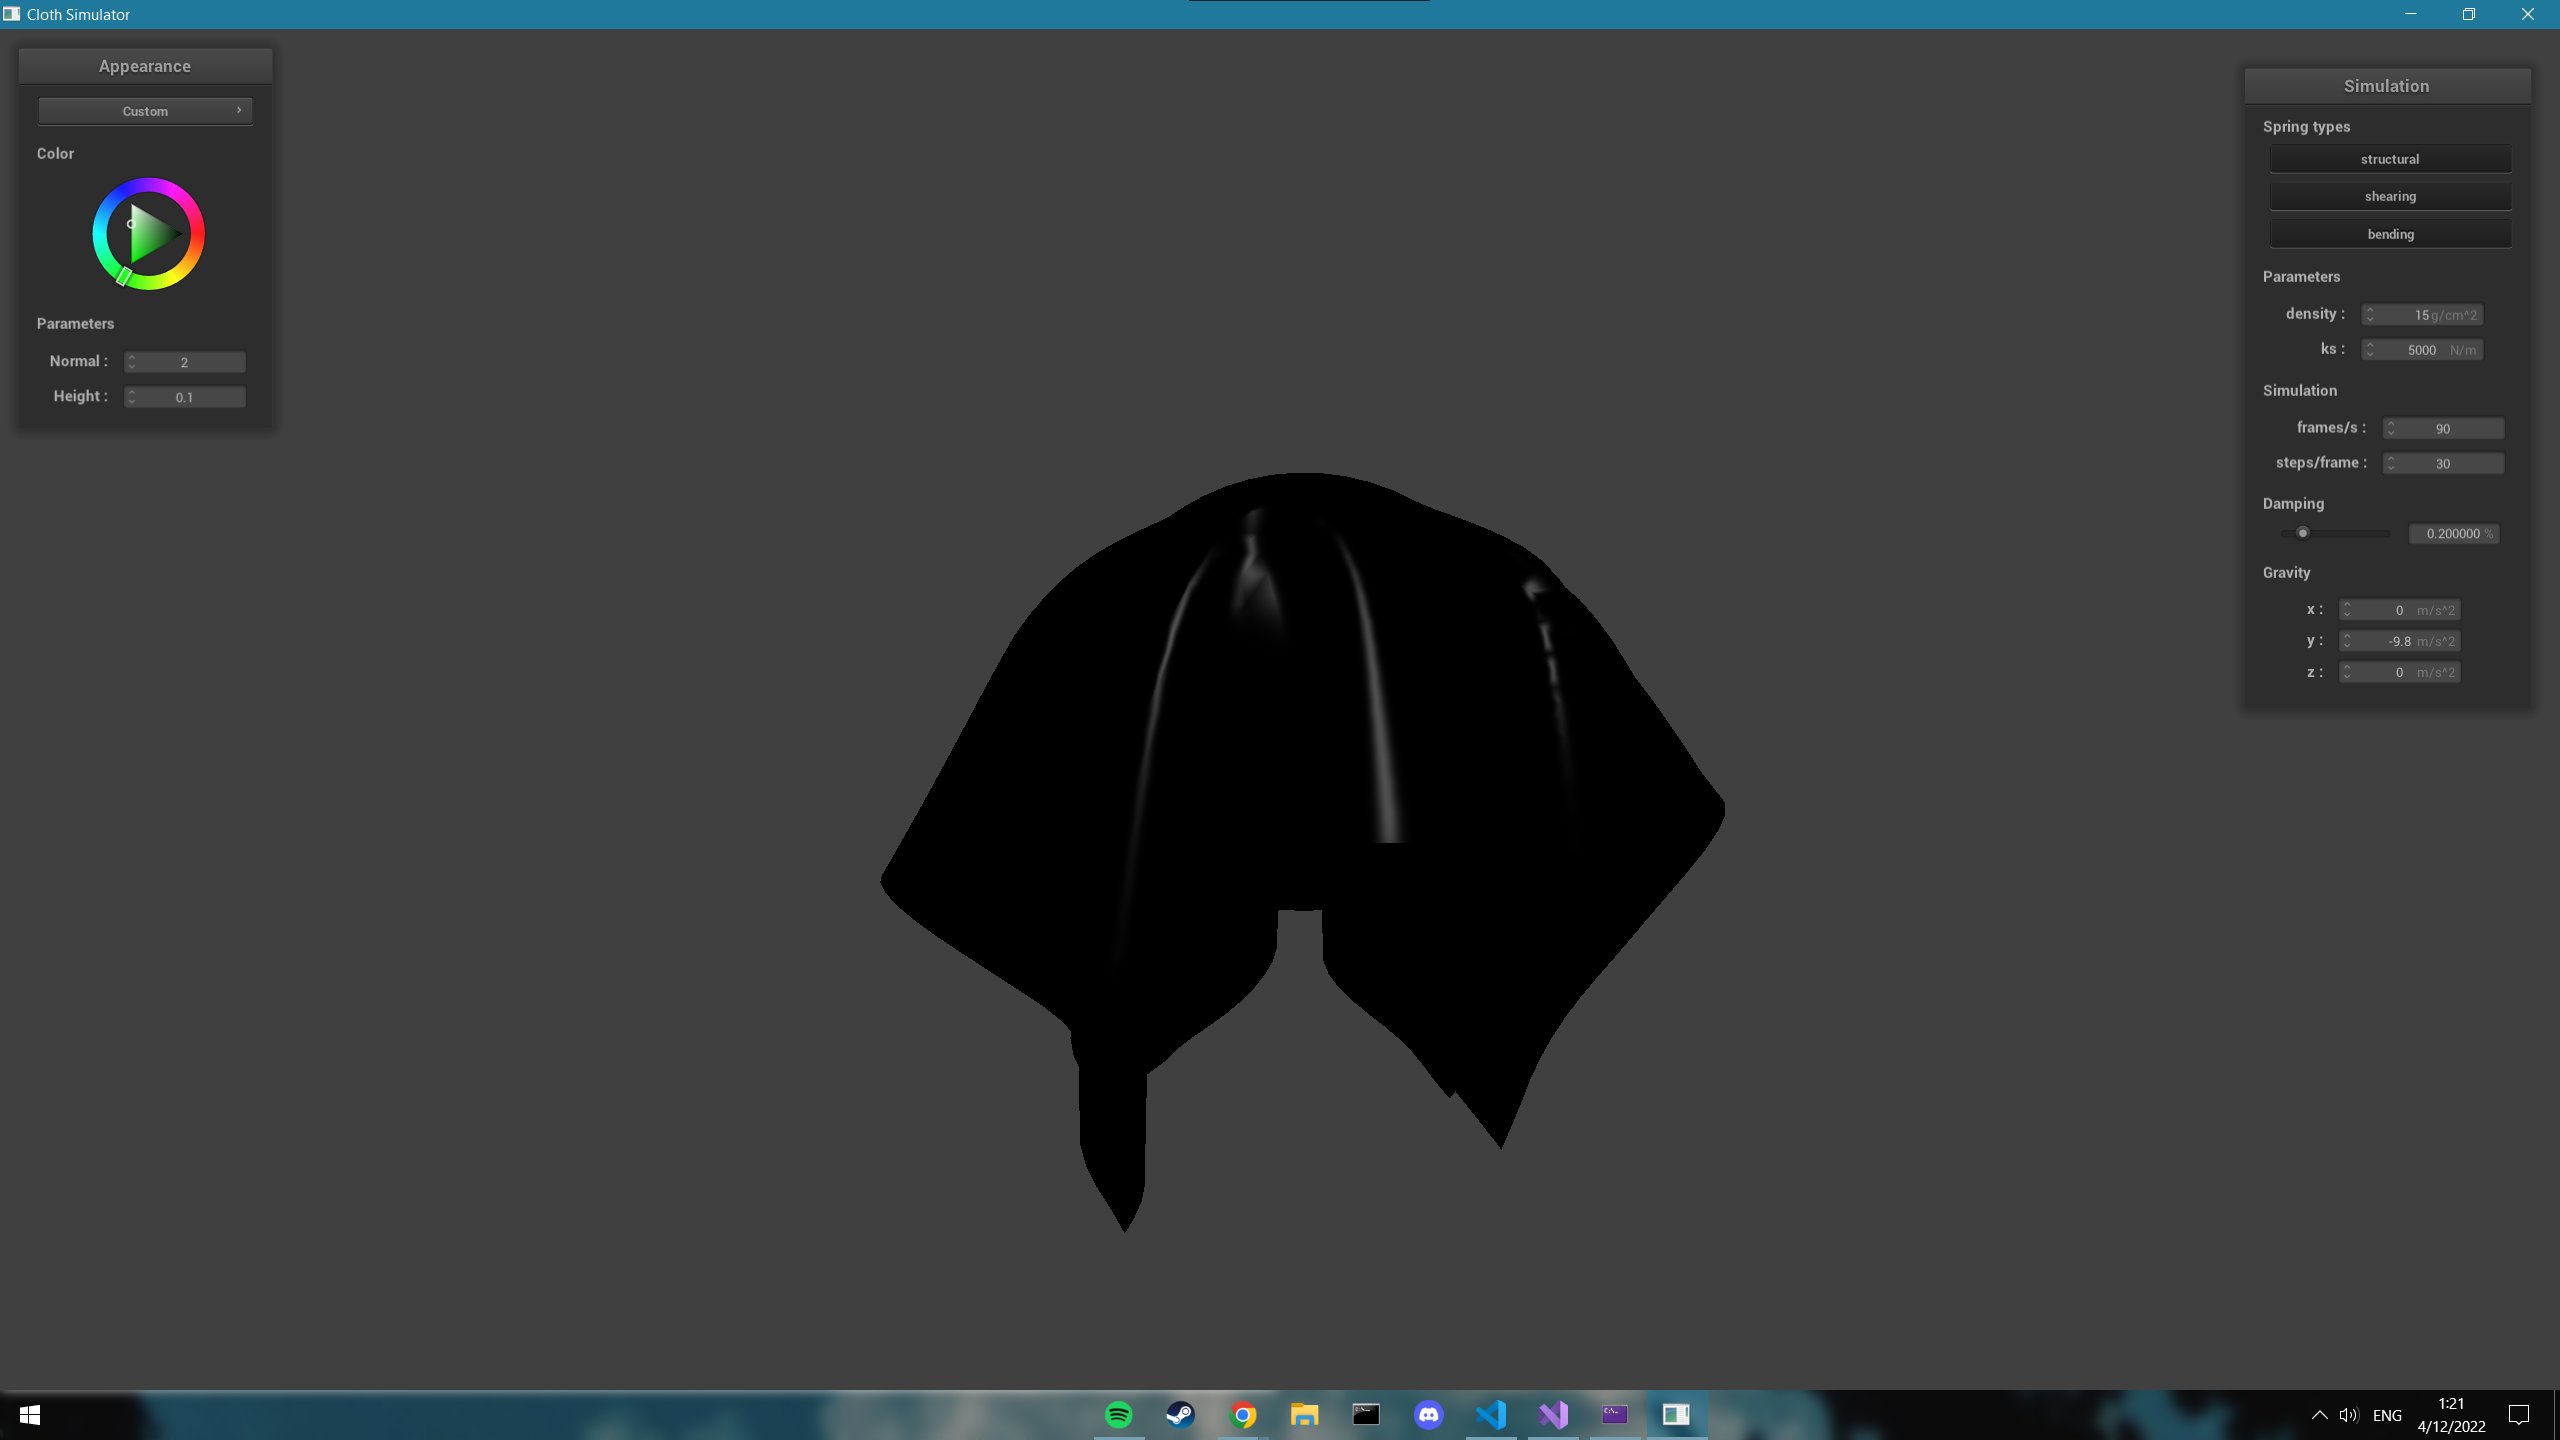 Cloth Simulator
Appearance
Custom
Color
Parameters
Normal : 2
Height : 0.1
Simulation
Spring types
structural
shearing
bending
Parameters
density : 15 g/cm^2
ks : 5000 N/m
Simulation
frames/s : 90
steps/frame : 30
Damping
0.200000 %
Gravity
x : 0 m/s^2
y : -9.8 m/s^2
z : 0 m/s^2
ENG
1:21
4/12/2022